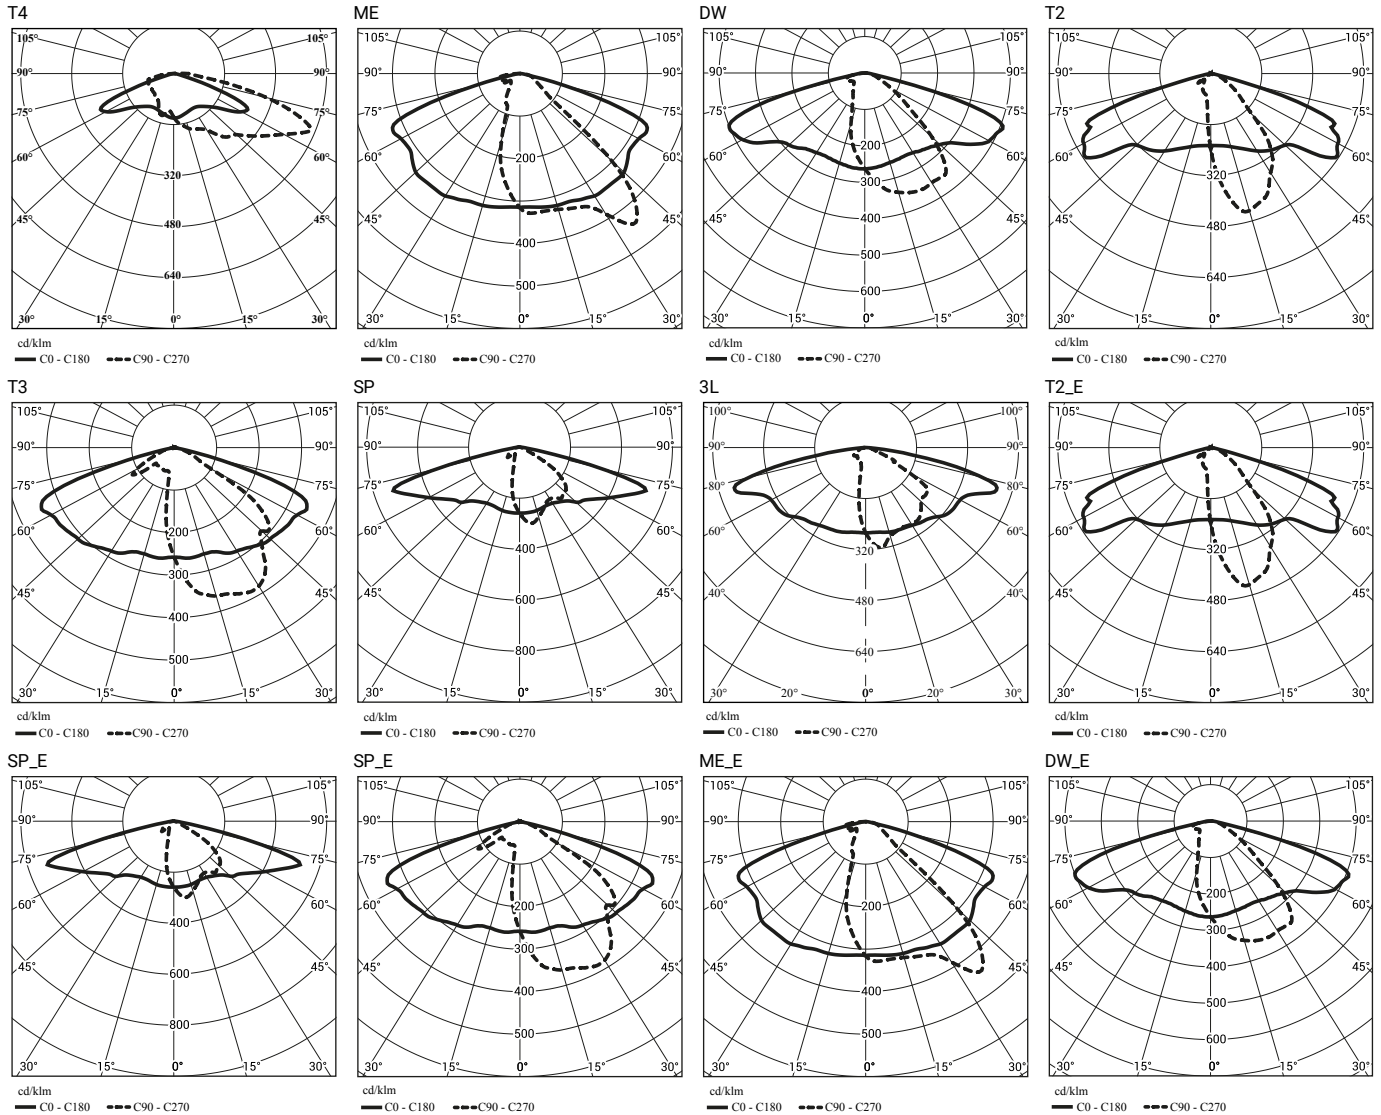 T4 ME DW T2
105° 105° 105° 105° 105° 105° 105° 105°
90° 90° 90° 90° 90° 90° 90° 90°
75° 75° 75° 75° 75° 75° 75° 75°
200 200
60° 320 60° 60° 60° 60° 300 60° 60° 320 60°
45° 480 45° 45° 400 45° 45° 400 45° 45° 480 45°
640 500 500 640
600
30° 15° 0° 15° 30° 30° 15° 0° 15° 30° 30° 15° 0° 15° 30° 30° 15° 0° 15° 30°
cd/klm cd/klm cd/klm cd/klm
C0 - C180 C90 - C270 C0 - C180 C90 - C270 C0 - C180 C90 - C270 C0 - C180 C90 - C270
T3 SP 3L T2_E
105° 105° 105° 105° 100° 100° 105° 105°
90° 90° 90° 90° 90° 90° 90° 90°
75° 75° 75° 75° 80° 80° 75° 75°
200
60° 300 60° 60° 400 60° 60° 320 60° 60° 320 60°
45° 400 45° 45° 600 45° 40° 480 40° 45° 480 45°
500 800 640 640
30° 15° 0° 15° 30° 30° 15° 0° 15° 30° 30° 20° 0° 20° 30° 30° 15° 0° 15° 30°
cd/klm cd/klm cd/klm cd/klm
C0 - C180 C90 - C270 C0 - C180 C90 - C270 C0 - C180 C90 - C270 C0 - C180 C90 - C270
SP_E SP_E ME_E DW_E
105° 105° 105° 105° 105° 105° 105° 105°
90° 90° 90° 90° 90° 90° 90° 90°
75° 75° 75° 75° 75° 75° 75° 75°
200 200 200
60° 400 60° 60° 300 60° 60° 60° 60° 300 60°
45° 600 45° 45° 400 45° 45° 400 45° 45° 400 45°
800 500 500 500
600
30° 15° 0° 15° 30° 30° 15° 0° 15° 30° 30° 15° 0° 15° 30° 30° 15° 0° 15° 30°
cd/klm cd/klm cd/klm cd/klm
C0 - C180 C90 - C270 C0 - C180 C90 - C270 C0 - C180 C90 - C270 C0 - C180 C90 - C270